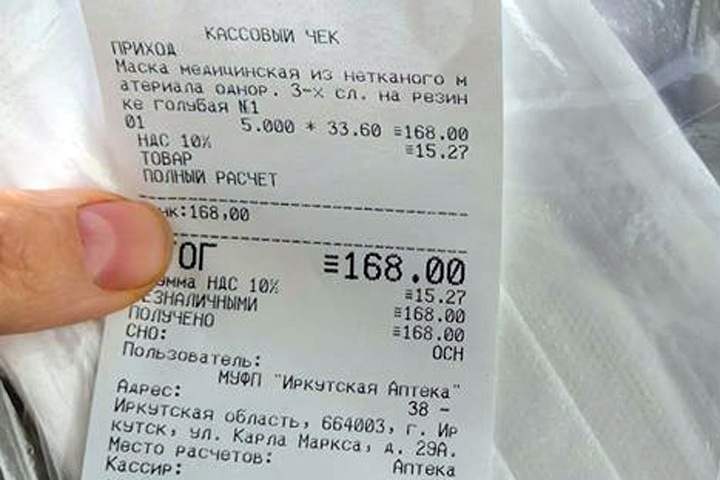 КАССОВЫЙ ЧЕК
ПРИХОД
Маска медицинская из нетканого м
атериала однор. 3-х сл. на резин
ке голубая №1
01 5.000 * 33.60 ≡168.00
НДС 10% ≡15.27
ТОВАР
ПОЛНЫЙ РАСЧЕТ
:168,00
ТОГ ≡168.00
умма НДС 10% ≡15.27
БЕЗНАЛИЧНЫМИ ≡168.00
ПОЛУЧЕНО ≡168.00
СНО: ОСН
Пользователь:
МУФП "Иркутская Аптека"
Адрес: 38 -
Иркутская область, 664003, г. Ир
кутск, ул. Карла Маркса, д. 29А.
Место расчетов: Аптека
Кассир: